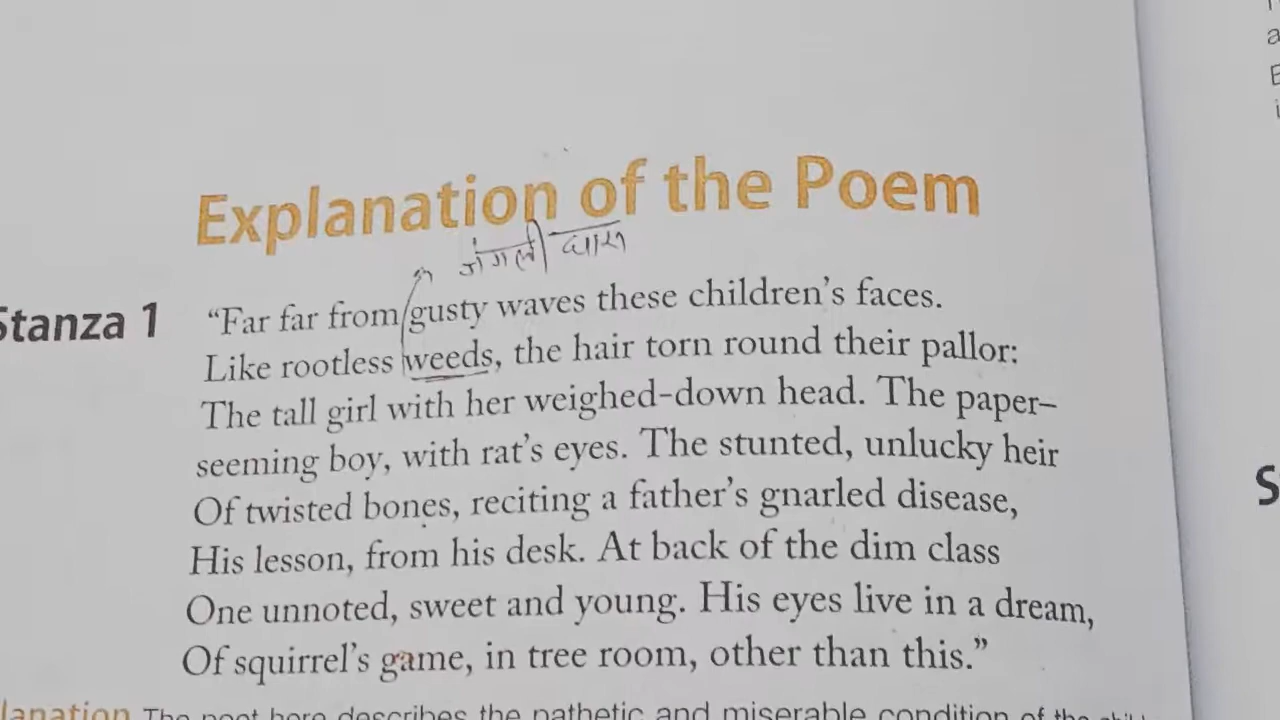 Explanation of the Poem
जंगली घास
Stanza 1
“Far far from gusty waves these children’s faces.
Like rootless weeds, the hair torn round their pallor:
The tall girl with her weighed-down head. The paper–
seeming boy, with rat’s eyes. The stunted, unlucky heir
Of twisted bones, reciting a father’s gnarled disease,
His lesson, from his desk. At back of the dim class
One unnoted, sweet and young. His eyes live in a dream,
Of squirrel’s game, in tree room, other than this.”
lanation The poet here describes the pathetic and miserable condition of the
S